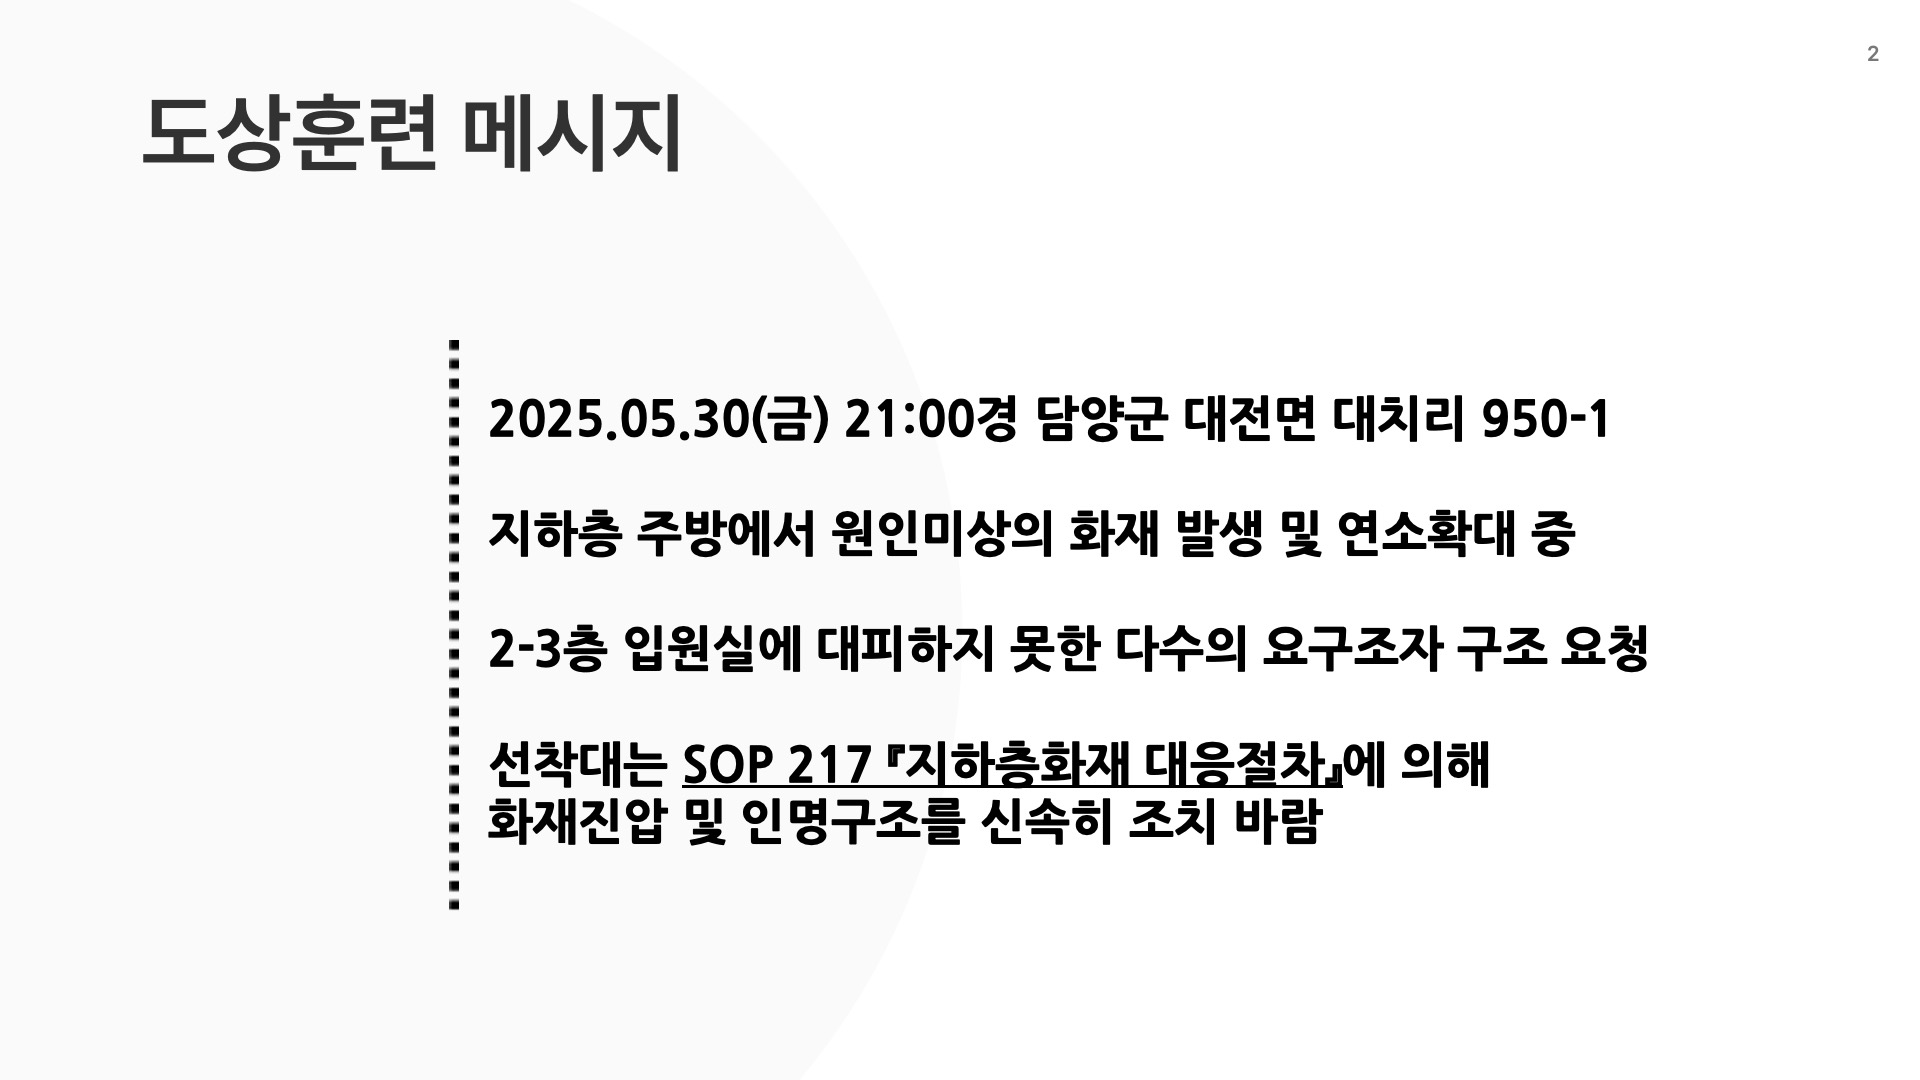 2
도상훈련 메시지
2025.05.30(금) 21:00경 담양군 대전면 대치리 950-1
지하층 주방에서 원인미상의 화재 발생 및 연소확대 중
2-3층 입원실에 대피하지 못한 다수의 요구조자 구조 요청
선착대는 SOP 217『지하층화재 대응절차』에 의해
화재진압 및 인명구조를 신속히 조치 바람